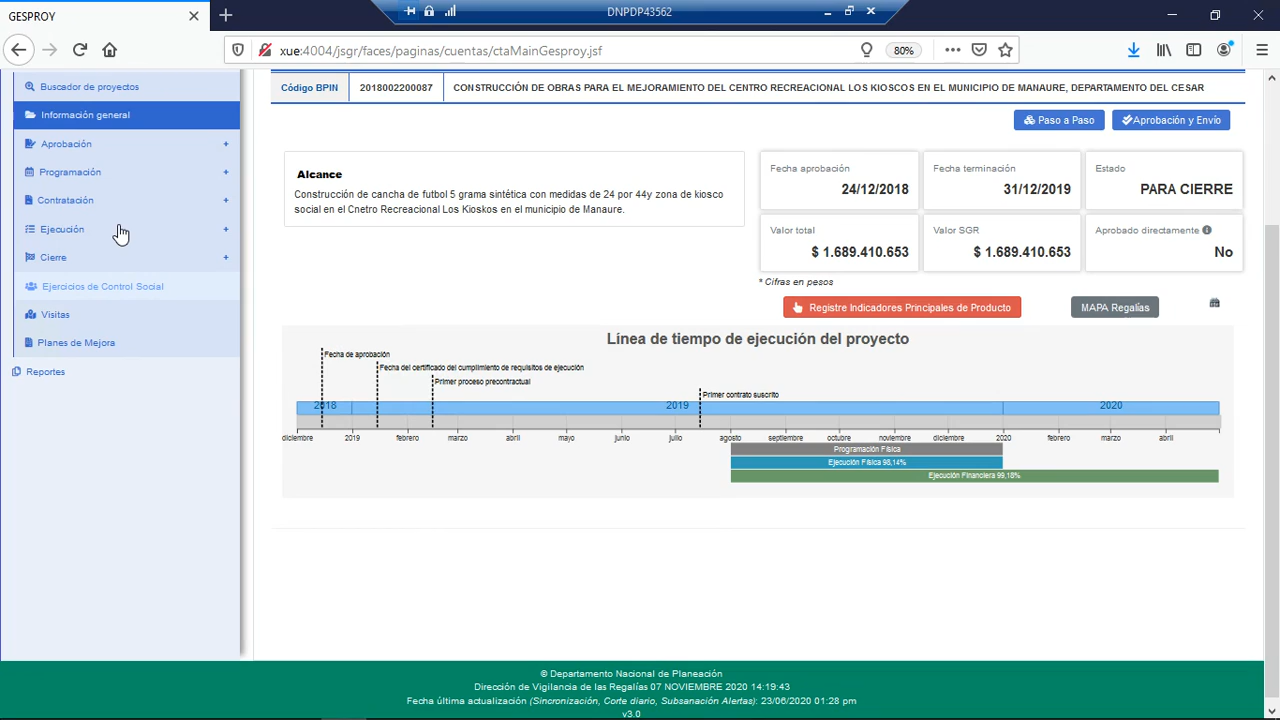 GESPROY
DNPDP43562
xue:4004/jsgr/faces/paginas/cuentas/ctaMainGesproy.jsf
80%
Buscador de proyectos
Información general
Aprobación +
Programación +
Contratación +
Ejecución +
Cierre +
Ejercicios de Control Social
Visitas
Planes de Mejora
Reportes
Código BPIN 2018002200087 CONSTRUCCIÓN DE OBRAS PARA EL MEJORAMIENTO DEL CENTRO RECREACIONAL LOS KIOSCOS EN EL MUNICIPIO DE MANAURE, DEPARTAMENTO DEL CESAR
Paso a Paso
Aprobación y Envío
Alcance
Construcción de cancha de futbol 5 grama sintética con medidas de 24 por 44y zona de kiosco
social en el Cnetro Recreacional Los Kioskos en el municipio de Manaure.
Fecha aprobación
24/12/2018
Fecha terminación
31/12/2019
Estado
PARA CIERRE
Valor total
$ 1.689.410.653
Valor SGR
$ 1.689.410.653
Aprobado directamente
No
* Cifras en pesos
Registre Indicadores Principales de Producto
MAPA Regalías
Línea de tiempo de ejecución del proyecto
Fecha de aprobación
Fecha del certificado del cumplimiento de requisitos de ejecución
Primer proceso precontractual
Primer contrato suscrito
2018 2019 2020
diciembre 2019 febrero marzo abril mayo junio julio agosto septiembre octubre noviembre diciembre 2020 febrero marzo abril
Programación Física
Ejecución Física 98,14%
Ejecución Financiera 99,18%
© Departamento Nacional de Planeación
Dirección de Vigilancia de las Regalías 07 NOVIEMBRE 2020 14:19:43
Fecha última actualización (Sincronización, Corte diario, Subsanación Alertas): 23/06/2020 01:28 pm
v3.0